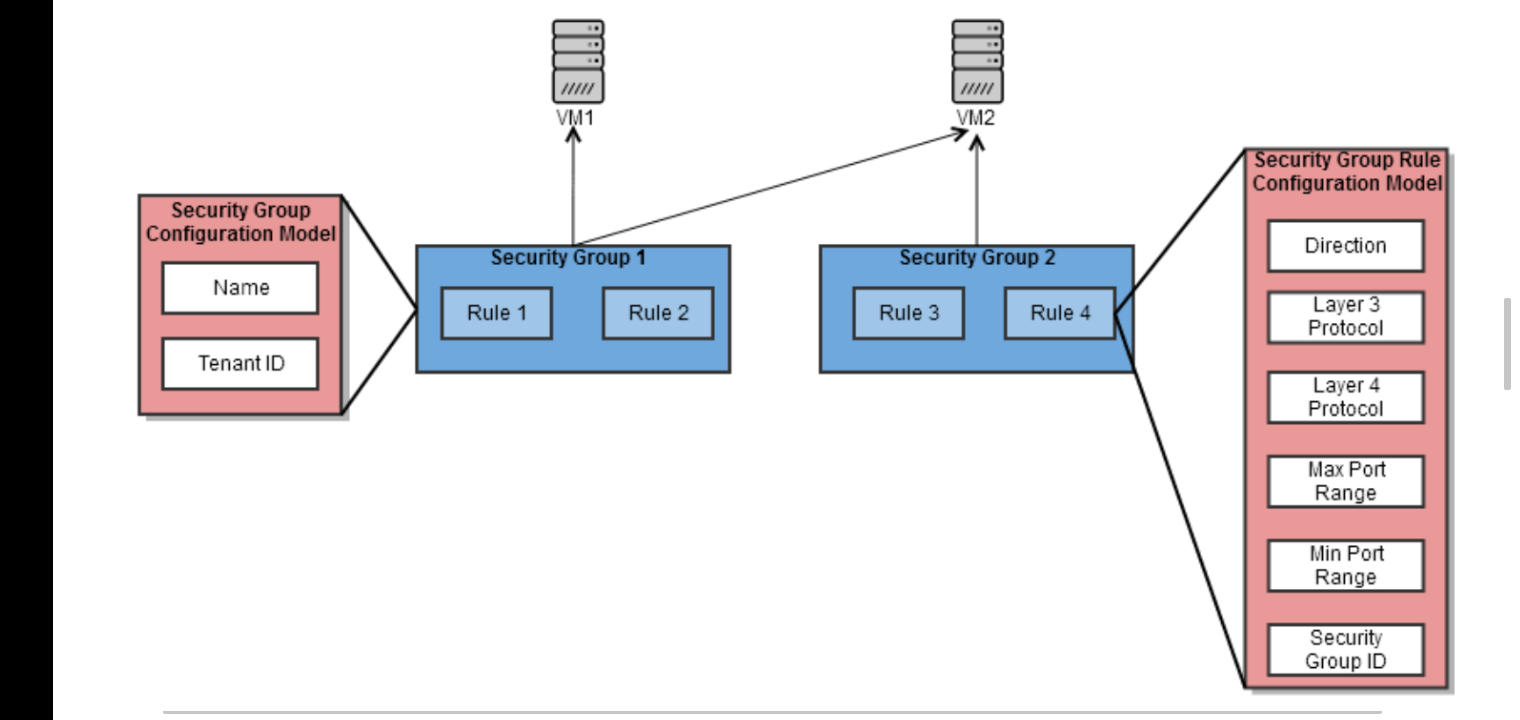 VM1
VM2
Security Group
Configuration Model
Name
Tenant ID
Security Group 1
Rule 1
Rule 2
Security Group 2
Rule 3
Rule 4
Security Group Rule
Configuration Model
Direction
Layer 3
Protocol
Layer 4
Protocol
Max Port
Range
Min Port
Range
Security
Group ID